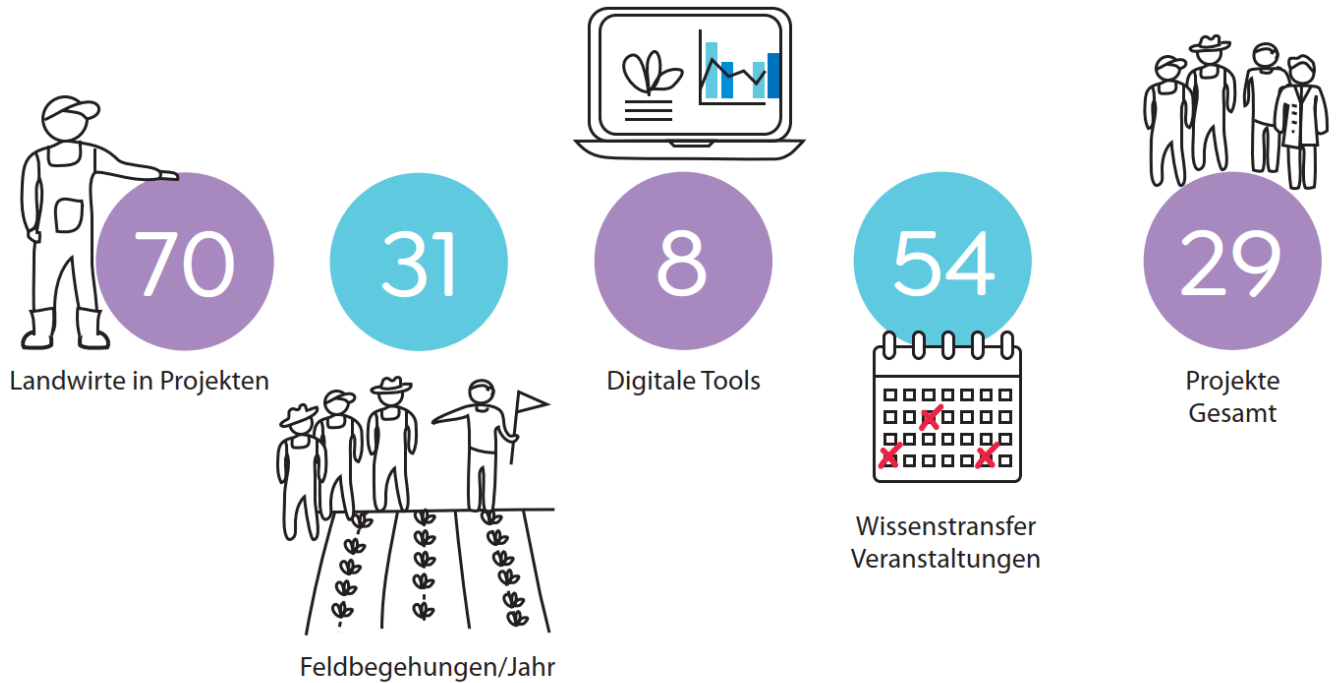 70
Landwirte in Projekten
31
Feldbegehungen/Jahr
8
Digitale Tools
54
Wissenstransfer
Veranstaltungen
29
Projekte
Gesamt